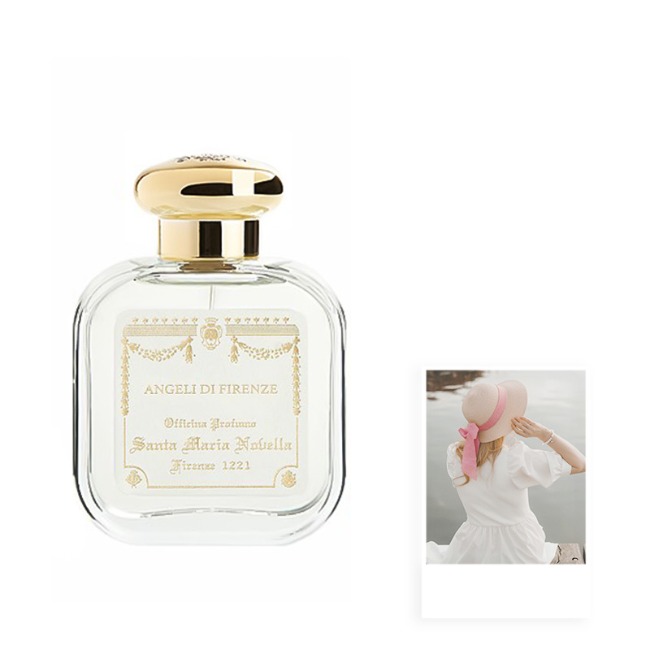 ANGELI DI FIRENZE
Officina Profumo
Santa Maria Novella
Firenze 1221